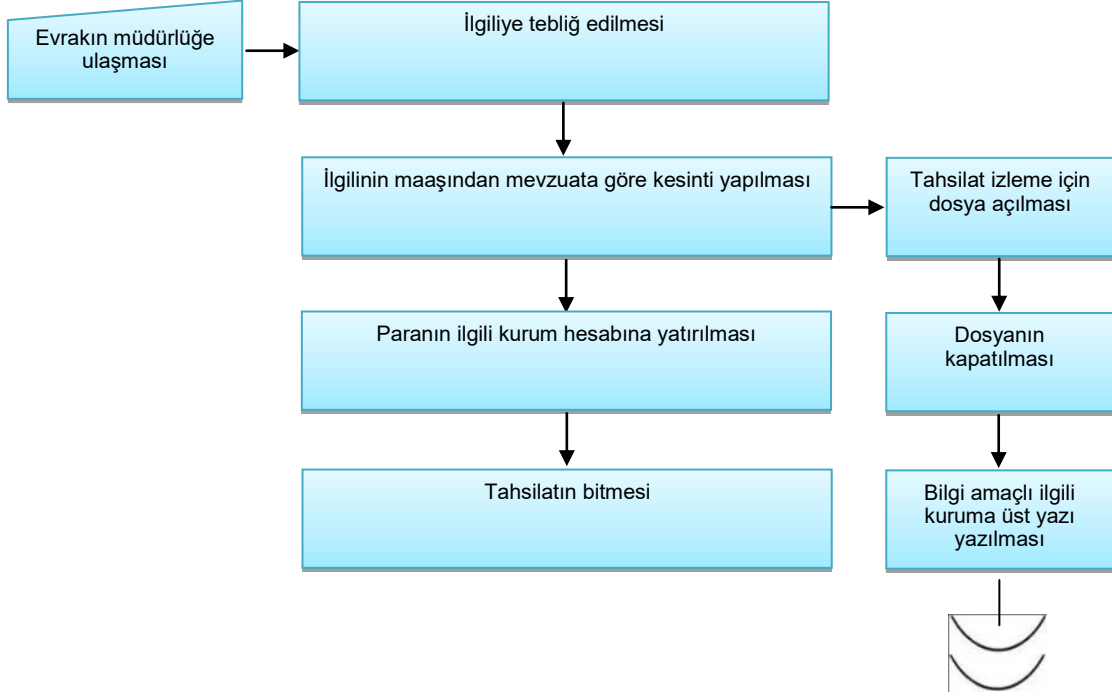 Evrakın müdürlüğe
ulaşması
İlgiliye tebliğ edilmesi
İlgilinin maaşından mevzuata göre kesinti yapılması
Tahsilat izleme için
dosya açılması
Paranın ilgili kurum hesabına yatırılması
Dosyanın
kapatılması
Tahsilatın bitmesi
Bilgi amaçlı ilgili
kuruma üst yazı
yazılması